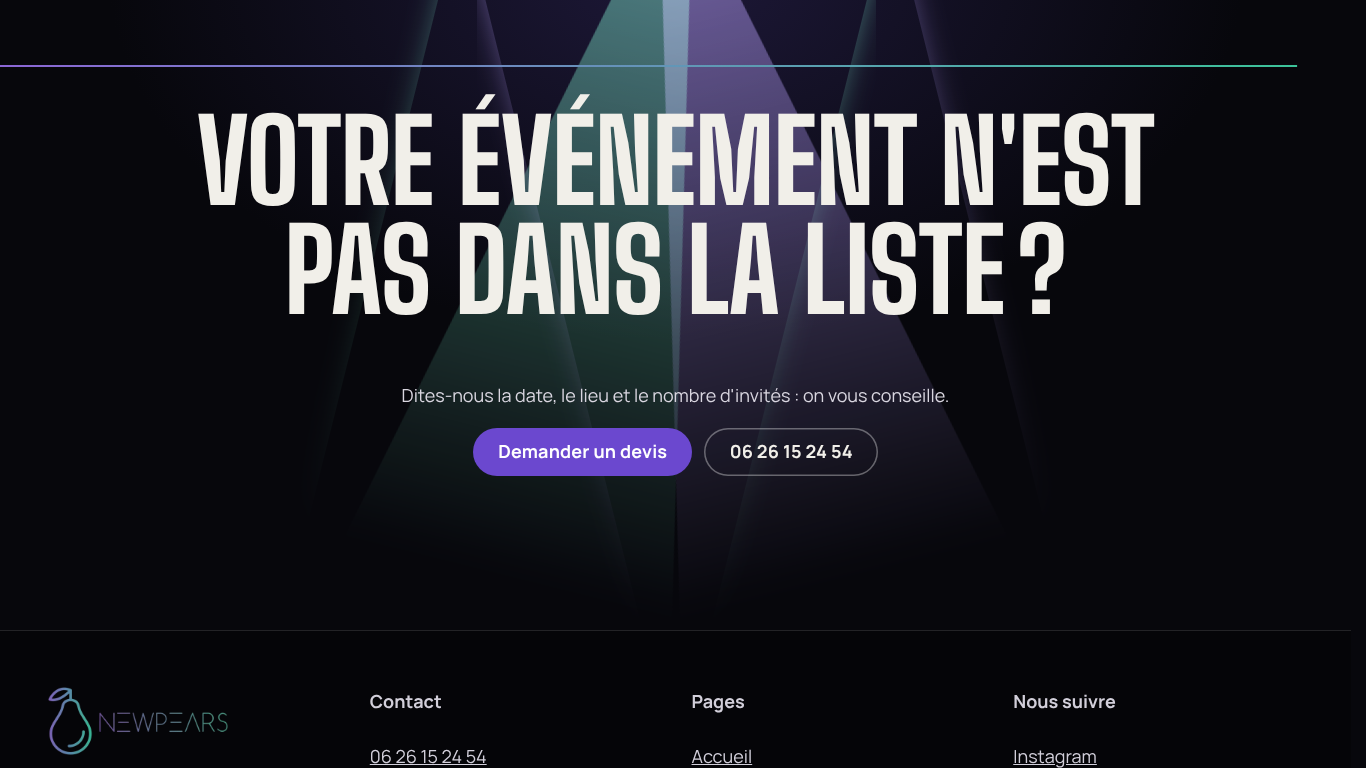 VOTRE ÉVÉNEMENT N'EST
PAS DANS LA LISTE ?
Dites-nous la date, le lieu et le nombre d'invités : on vous conseille.
Demander un devis
06 26 15 24 54
NEWPEARS
Contact
06 26 15 24 54
Pages
Accueil
Nous suivre
Instagram